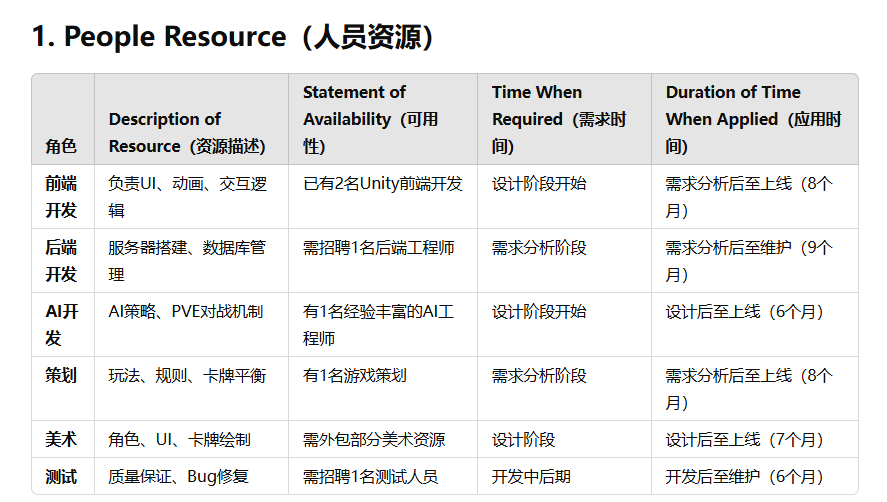 1. People Resource（人员资源）
角色
Description of
Resource（资源描述）
Statement of
Availability（可用
性）
Time When
Required（需求时
间）
Duration of Time
When Applied（应用时
间）
前端
开发
负责UI、动画、交互逻
辑
已有2名Unity前端开发
设计阶段开始
需求分析后至上线（8个
月）
后端
开发
服务器搭建、数据库管
理
需招聘1名后端工程师
需求分析阶段
需求分析后至维护（9个
月）
AI开
发
AI策略、PVE对战机制
有1名经验丰富的AI工
程师
设计阶段开始
设计后至上线（6个月）
策划
玩法、规则、卡牌平衡
有1名游戏策划
需求分析阶段
需求分析后至上线（8个
月）
美术
角色、UI、卡牌绘制
需外包部分美术资源
设计阶段
设计后至上线（7个月）
测试
质量保证、Bug修复
需招聘1名测试人员
开发中后期
开发后至维护（6个月）